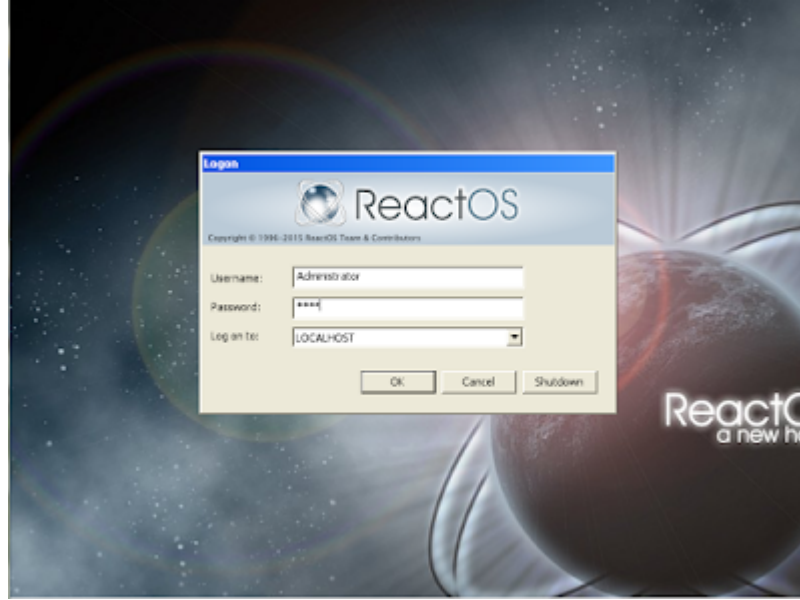 Logon
ReactOS
Copyright © 1996-2015 ReactOS Team & Contributors
Username: Administrator
Password: ****
Log on to: LOCALHOST
OK Cancel Shutdown
ReactO
a new ho